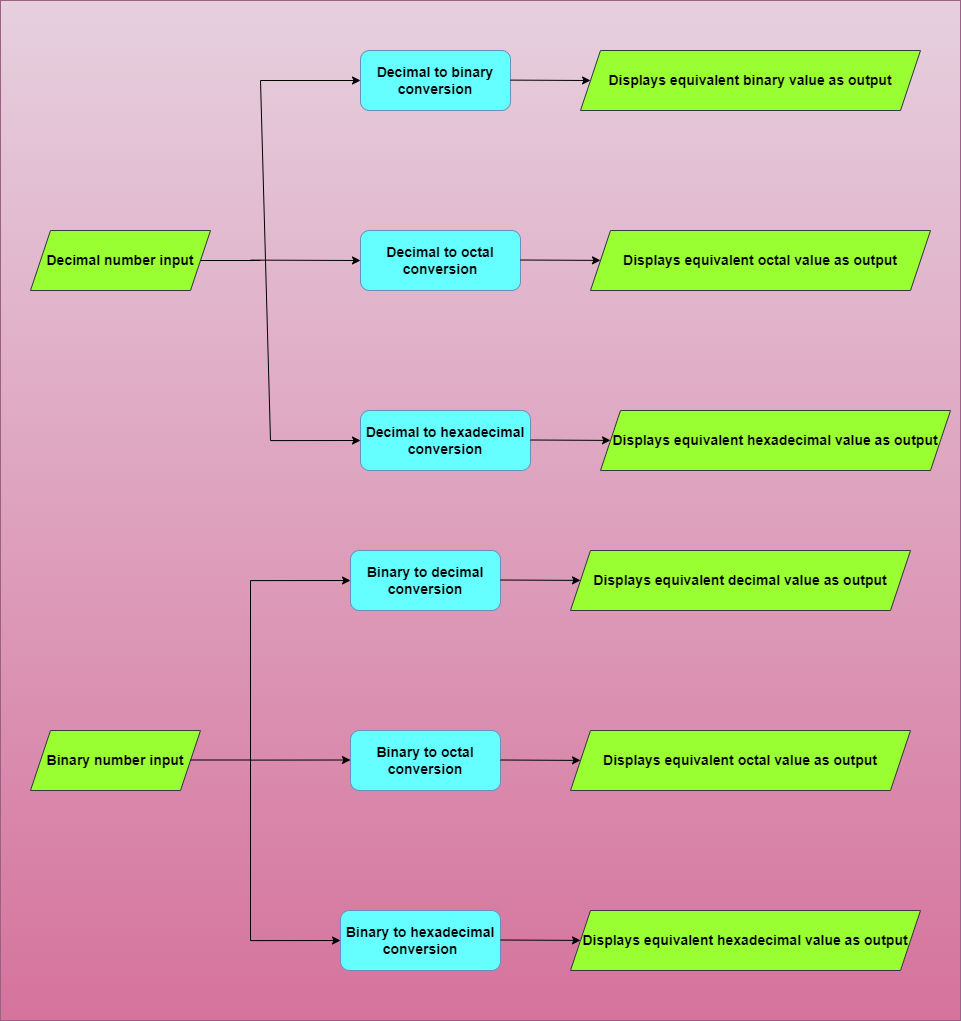 Decimal to binary
conversion
Displays equivalent binary value as output
Decimal number input
Decimal to octal
conversion
Displays equivalent octal value as output
Decimal to hexadecimal
conversion
Displays equivalent hexadecimal value as output
Binary to decimal
conversion
Displays equivalent decimal value as output
Binary number input
Binary to octal
conversion
Displays equivalent octal value as output
Binary to hexadecimal
conversion
Displays equivalent hexadecimal value as output